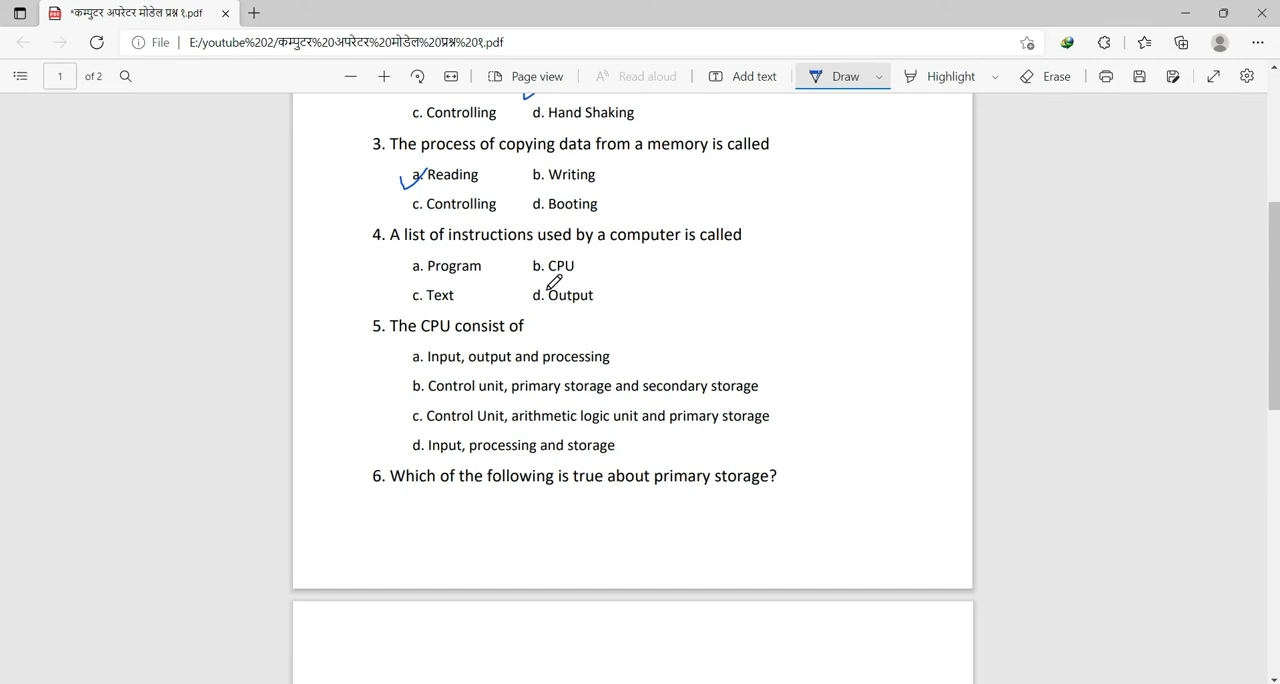 *कम्पुटर अपरेटर मोडेल प्रश्न १.pdf
File E:/youtube%202/कम्पुटर%20अपरेटर%20मोडेल%20प्रश्न%20१.pdf
1 of 2 Page view Read aloud Add text Draw Highlight Erase
c. Controlling d. Hand Shaking
3. The process of copying data from a memory is called
a. Reading b. Writing
c. Controlling d. Booting
4. A list of instructions used by a computer is called
a. Program b. CPU
c. Text d. Output
5. The CPU consist of
a. Input, output and processing
b. Control unit, primary storage and secondary storage
c. Control Unit, arithmetic logic unit and primary storage
d. Input, processing and storage
6. Which of the following is true about primary storage?